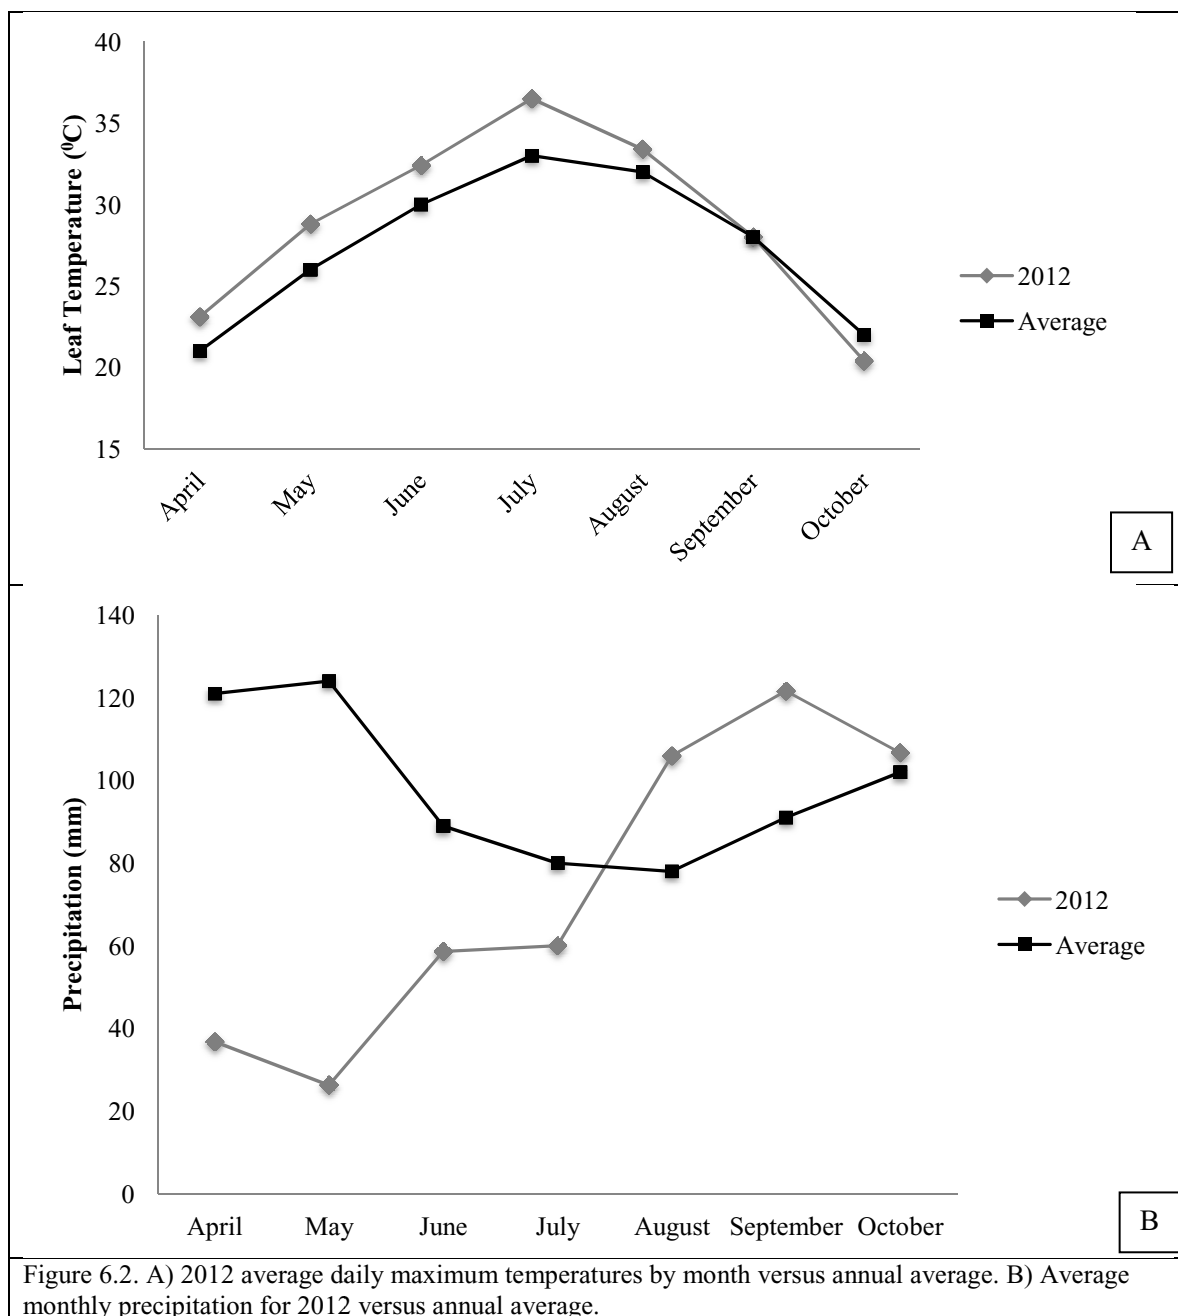 40
35
30
25
20
15
Leaf Temperature (⁰C)
April
May
June
July
August
September
October
2012
Average
A
140
120
100
80
60
40
20
0
Precipitation (mm)
April May June July August September October
2012
Average
B
Figure 6.2. A) 2012 average daily maximum temperatures by month versus annual average. B) Average
monthly precipitation for 2012 versus annual average.